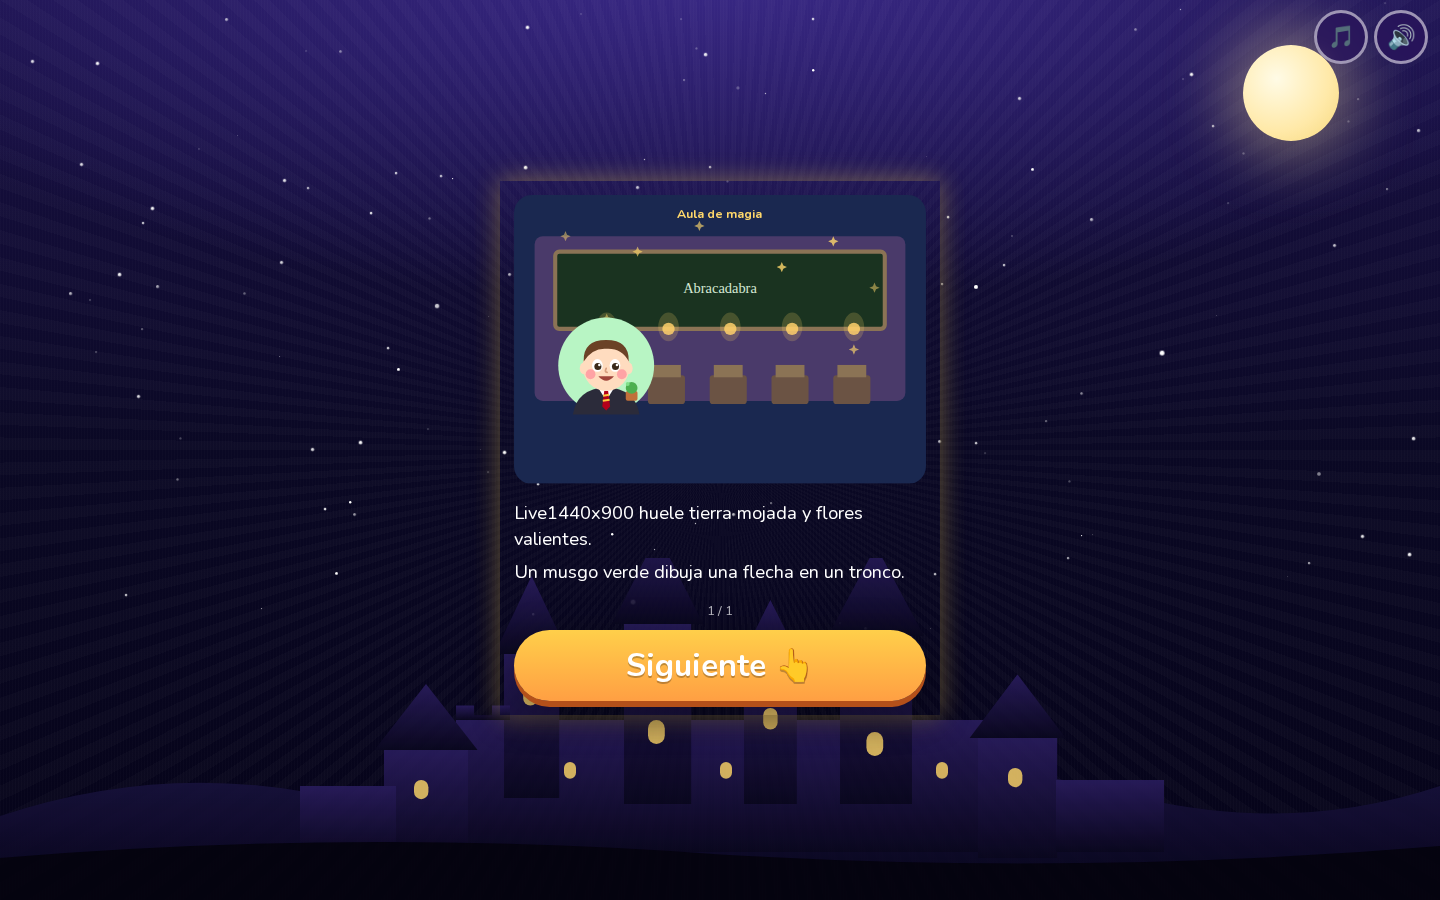 Aula de magia
Abracadabra
Live1440x900 huele tierra mojada y flores
valientes.
Un musgo verde dibuja una flecha en un tronco.
1 / 1
Siguiente 👆